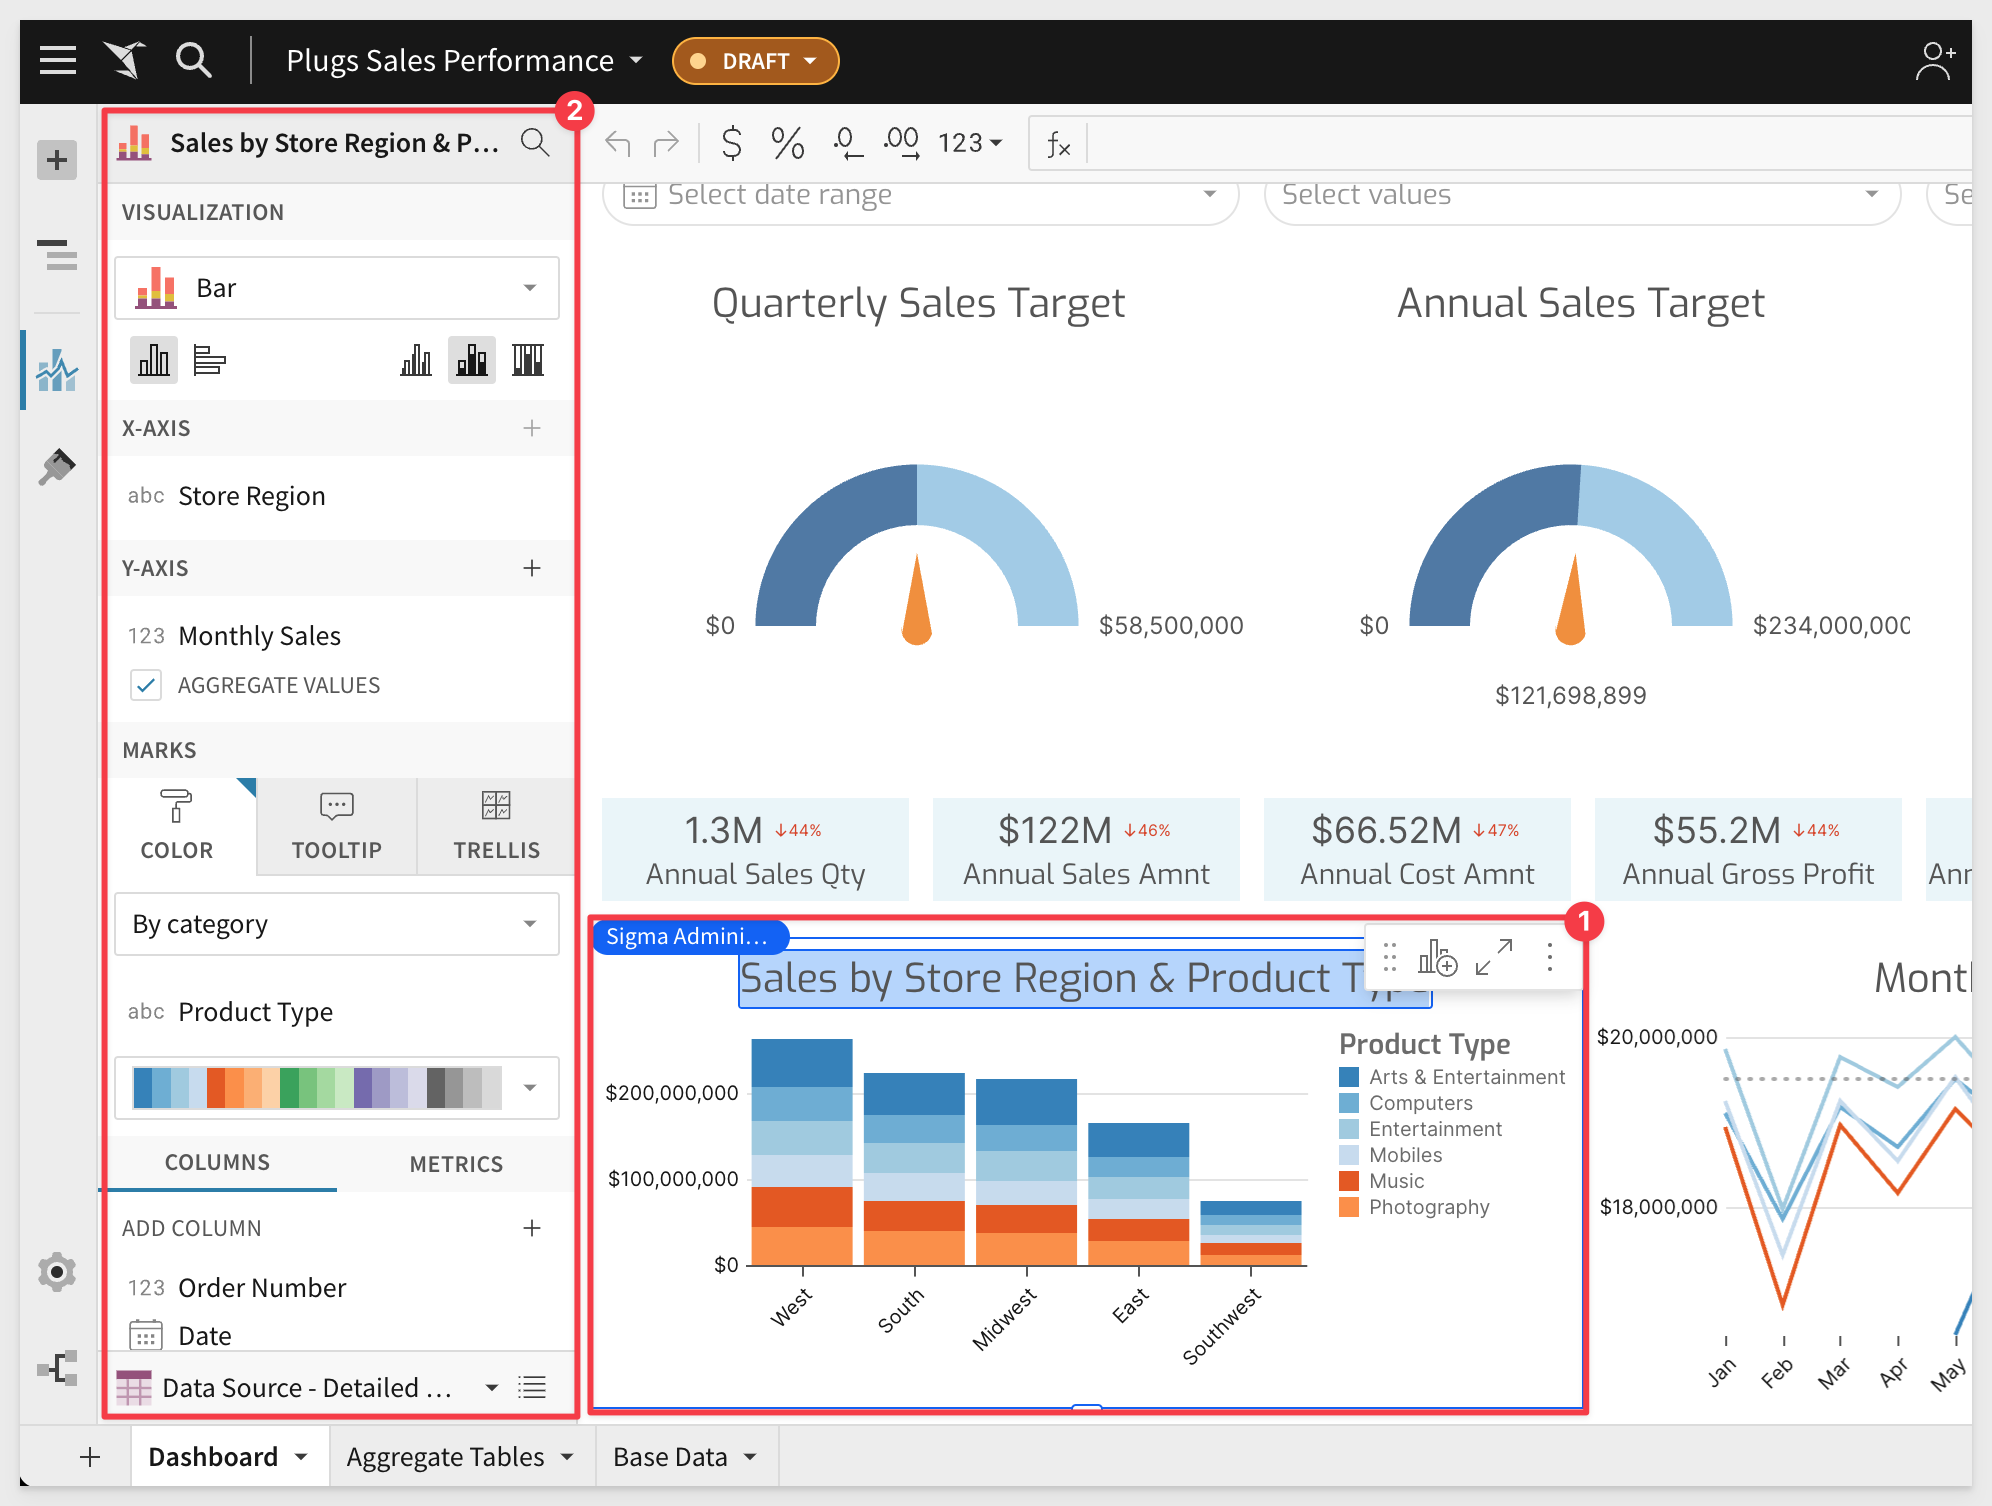 Plugs Sales Performance
DRAFT
2
Sales by Store Region & P...
$ % .0 .00 123
fx
VISUALIZATION
Bar
X-AXIS
abc Store Region
Y-AXIS
123 Monthly Sales
AGGREGATE VALUES
MARKS
COLOR
TOOLTIP
TRELLIS
By category
abc Product Type
COLUMNS
METRICS
ADD COLUMN
123 Order Number
Date
Data Source - Detailed ...
Select date range
Select values
Se
Quarterly Sales Target
$0
$58,500,000
Annual Sales Target
$0
$234,000,000
$121,698,899
1.3M ↓44%
Annual Sales Qty
$122M ↓46%
Annual Sales Amnt
$66.52M ↓47%
Annual Cost Amnt
$55.2M ↓44%
Annual Gross Profit
Ann
1
Sigma Admini...
Sales by Store Region & Product Type
$200,000,000
$100,000,000
$0
West
South
Midwest
East
Southwest
Product Type
Arts & Entertainment
Computers
Entertainment
Mobiles
Music
Photography
Mont
$20,000,000
$18,000,000
Jan
Feb
Mar
Apr
May
Dashboard
Aggregate Tables
Base Data